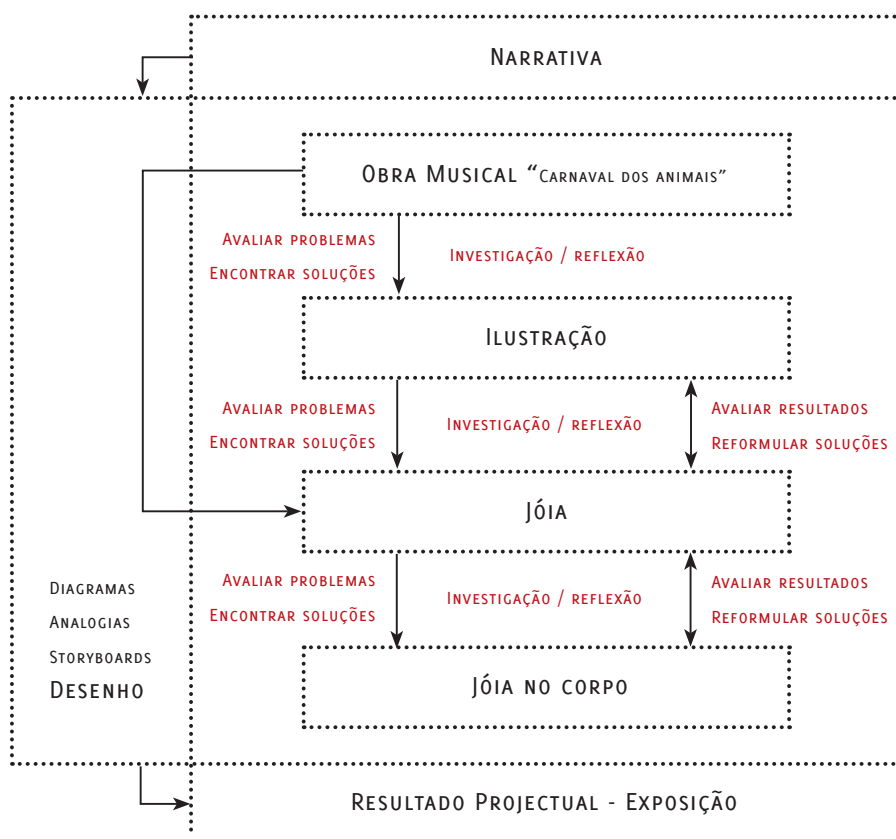 Narrativa
Obra Musical “Carnaval dos animais”
Avaliar problemas
Encontrar soluções
Investigação / reflexão
Ilustração
Avaliar problemas
Encontrar soluções
Investigação / reflexão
Avaliar resultados
Reformular soluções
Jóia
Avaliar problemas
Encontrar soluções
Investigação / reflexão
Avaliar resultados
Reformular soluções
Diagramas
Analogias
Storyboards
Desenho
Jóia no corpo
Resultado Projectual - Exposição